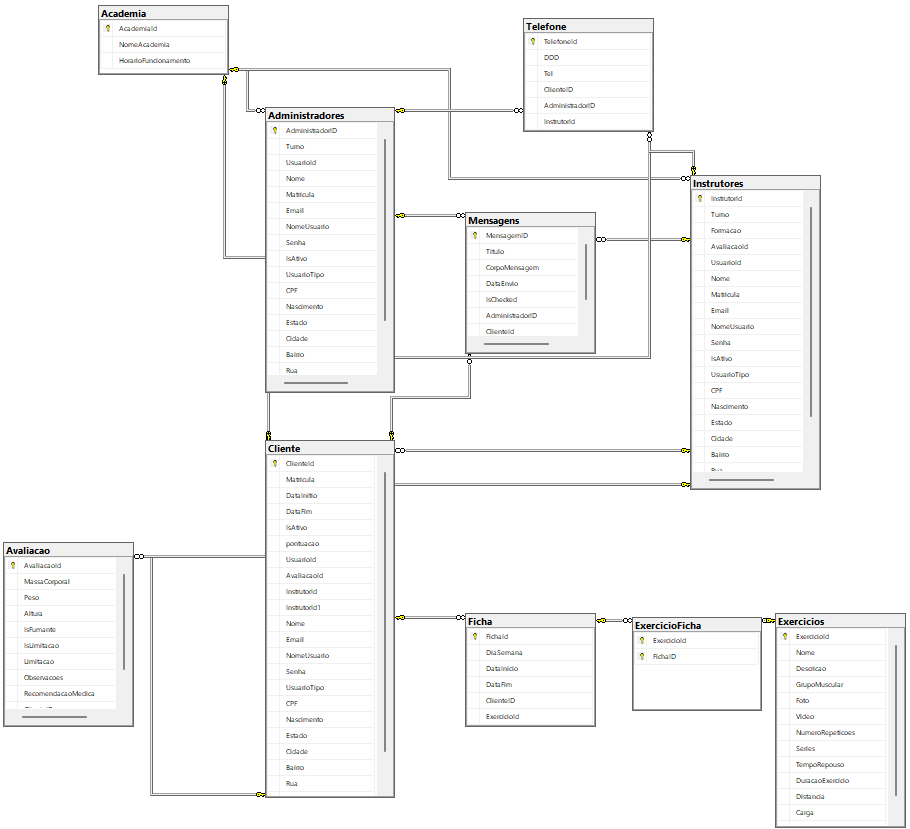 Academia
AcademiaId
NomeAcademia
HorarioFuncionamento
Telefone
TelefoneId
DDD
Tel
ClienteID
AdministradorID
InstrutorId
Administradores
AdministradorID
Turno
UsuarioId
Nome
Matricula
Email
NomeUsuario
Senha
IsAtivo
UsuarioTipo
CPF
Nascimento
Estado
Cidade
Bairro
Rua
Mensagens
MensagemID
Titulo
CorpoMensagem
DataEnvio
IsChecked
AdministradorID
ClienteId
Instrutores
InstrutorId
Turno
Formacao
AvaliacaoId
UsuarioId
Nome
Matricula
Email
NomeUsuario
Senha
IsAtivo
UsuarioTipo
CPF
Nascimento
Estado
Cidade
Bairro
Rua
Cliente
ClienteId
Matricula
DataInitio
DataFim
IsAtivo
pontuacao
UsuarioId
AvaliacaoId
InstrutorId
InstrutorId1
Nome
Email
NomeUsuario
Senha
UsuarioTipo
CPF
Nascimento
Estado
Cidade
Bairro
Rua
Avaliacao
AvaliacaoId
MassaCorporal
Peso
Altura
IsFumante
IsLimitacao
Limitacao
Observacoes
RecomendacaoMedica
Ficha
FichaId
DiaSemana
DataInicio
DataFim
ClienteID
ExercicioId
ExercicioFicha
ExercicioId
FichaID
Exercicios
ExercicioId
Nome
Descricao
GrupoMuscular
Foto
Video
NumeroRepeticoes
Series
TempoRepouso
DuracaoExercicio
Distancia
Carga